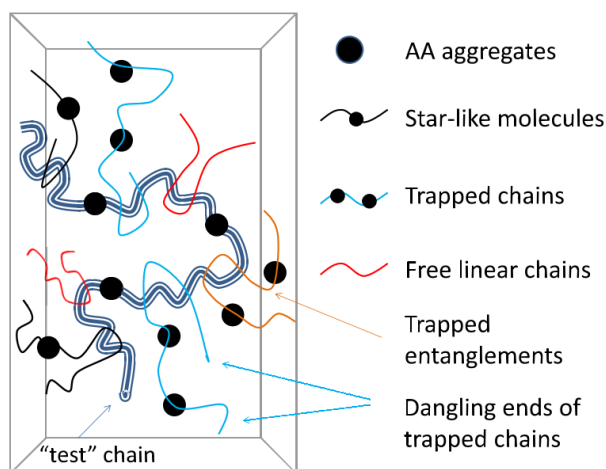 AA aggregates
Star-like molecules
Trapped chains
Free linear chains
Trapped
entanglements
Dangling ends of
trapped chains
“test” chain